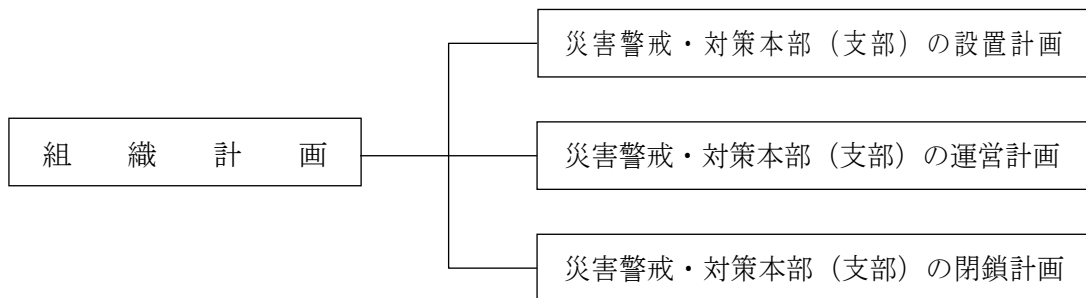 組織計画
災害警戒・対策本部（支部）の設置計画
災害警戒・対策本部（支部）の運営計画
災害警戒・対策本部（支部）の閉鎖計画